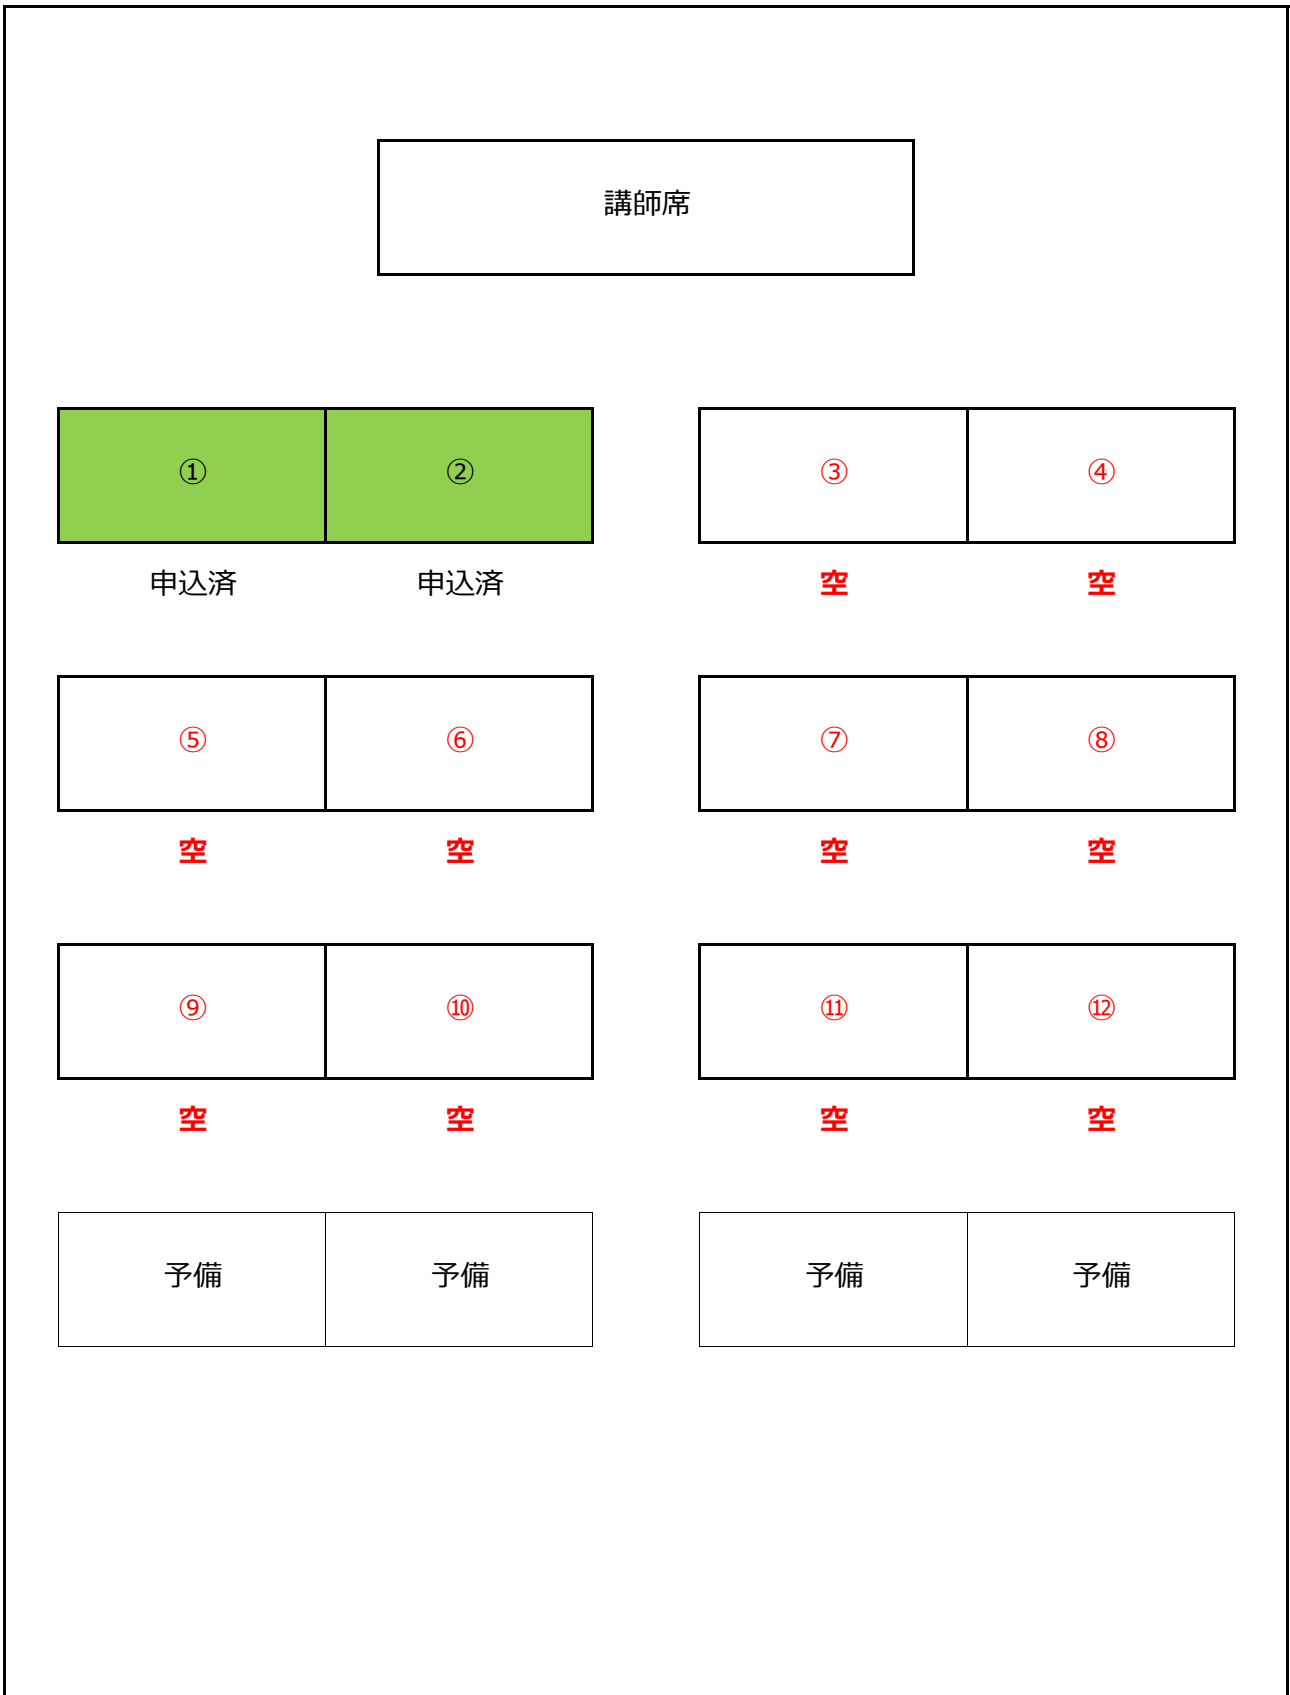 講師席
① ② ③ ④
申込済 申込済 空 空
⑤ ⑥ ⑦ ⑧
空 空 空 空
⑨ ⑩ ⑪ ⑫
空 空 空 空
予備 予備 予備 予備